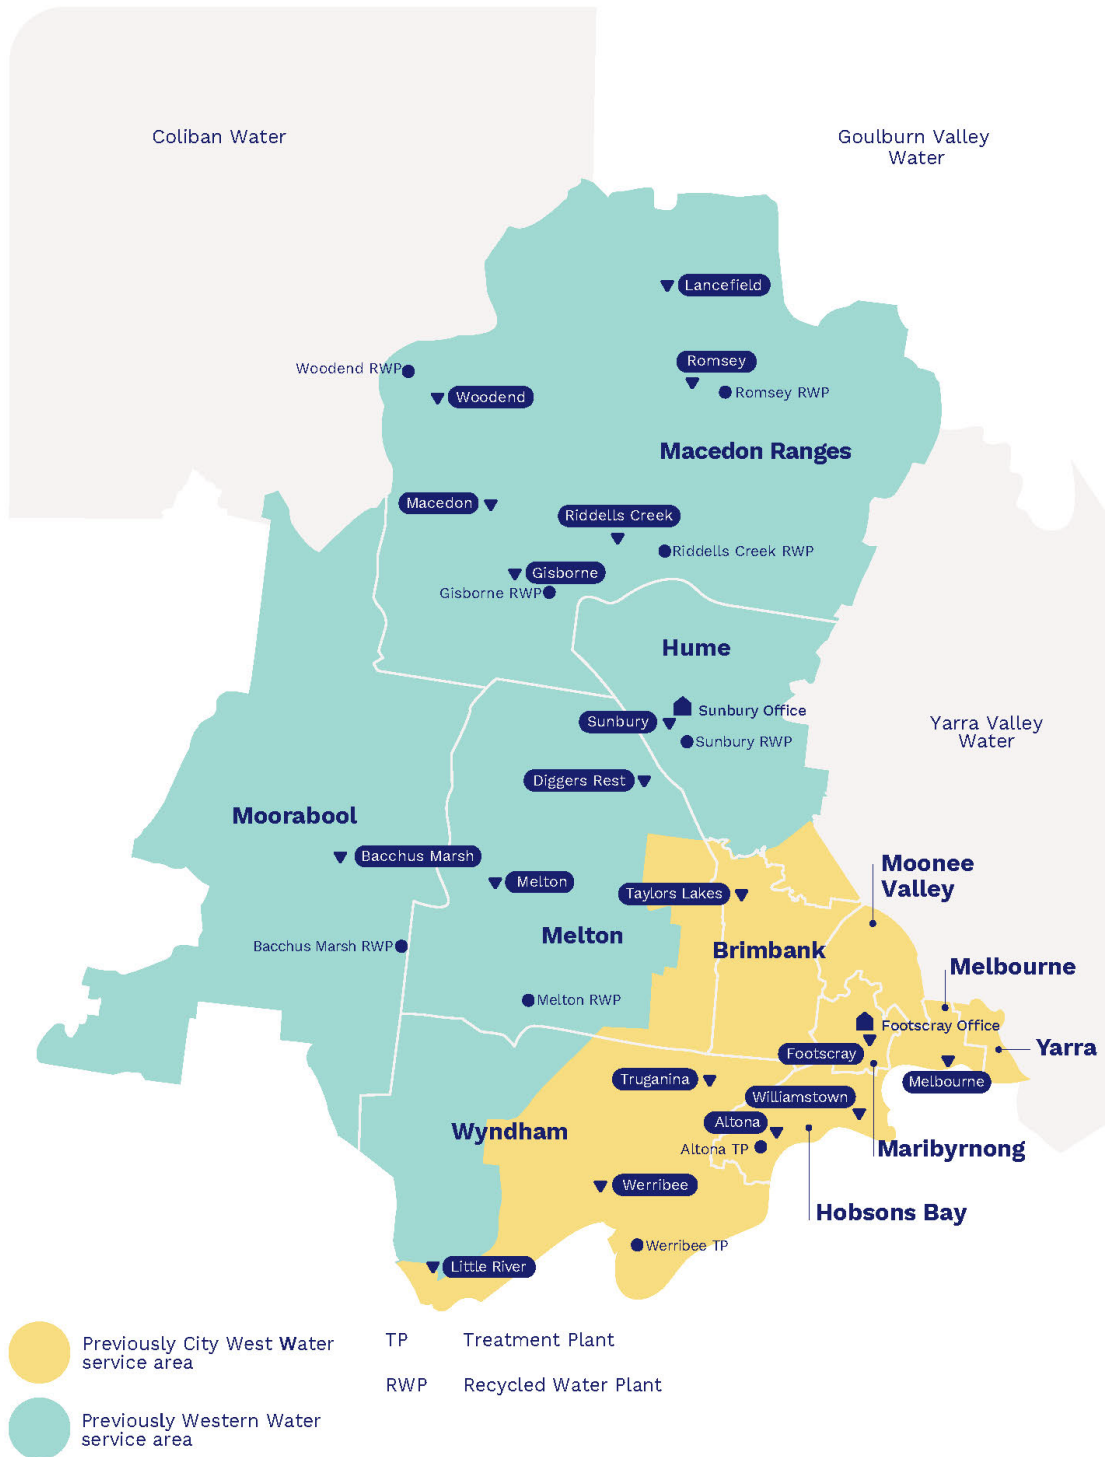 Coliban Water
Goulburn Valley
Water
Lancefield
Romsey
Woodend RWP
Romsey RWP
Woodend
Macedon Ranges
Macedon
Riddells Creek
Riddells Creek RWP
Gisborne
Gisborne RWP
Hume
Sunbury Office
Sunbury
Yarra Valley
Water
Sunbury RWP
Diggers Rest
Moorabool
Bacchus Marsh
Moonee
Valley
Melton
Taylors Lakes
Melton
Brimbank
Bacchus Marsh RWP
Melbourne
Melton RWP
Footscray Office
Yarra
Footscray
Truganina
Melbourne
Williamstown
Altona
Wyndham
Altona TP
Maribyrnong
Werribee
Hobsons Bay
Werribee TP
Little River
Previously City West Water
service area
TP Treatment Plant
RWP Recycled Water Plant
Previously Western Water
service area